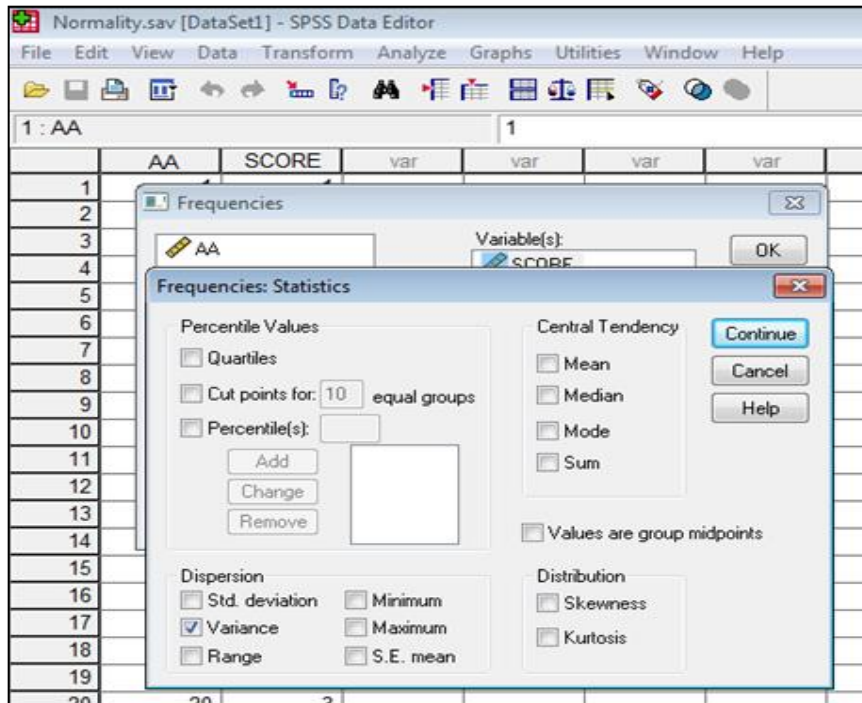 Normality.sav [DataSet1] - SPSS Data Editor
File Edit View Data Transform Analyze Graphs Utilities Window Help
1 : AA 1
AA SCORE var var var var
1
2
3
4
5
6
7
8
9
10
11
12
13
14
15
16
17
18
19
20 20 3
Frequencies
AA
Variable(s):
SCORE
OK
Frequencies: Statistics
Percentile Values
Quartiles
Cut points for: 10 equal groups
Percentile(s):
Add
Change
Remove
Central Tendency
Mean
Median
Mode
Sum
Continue
Cancel
Help
Values are group midpoints
Dispersion
Std. deviation Minimum
Variance Maximum
Range S.E. mean
Distribution
Skewness
Kurtosis